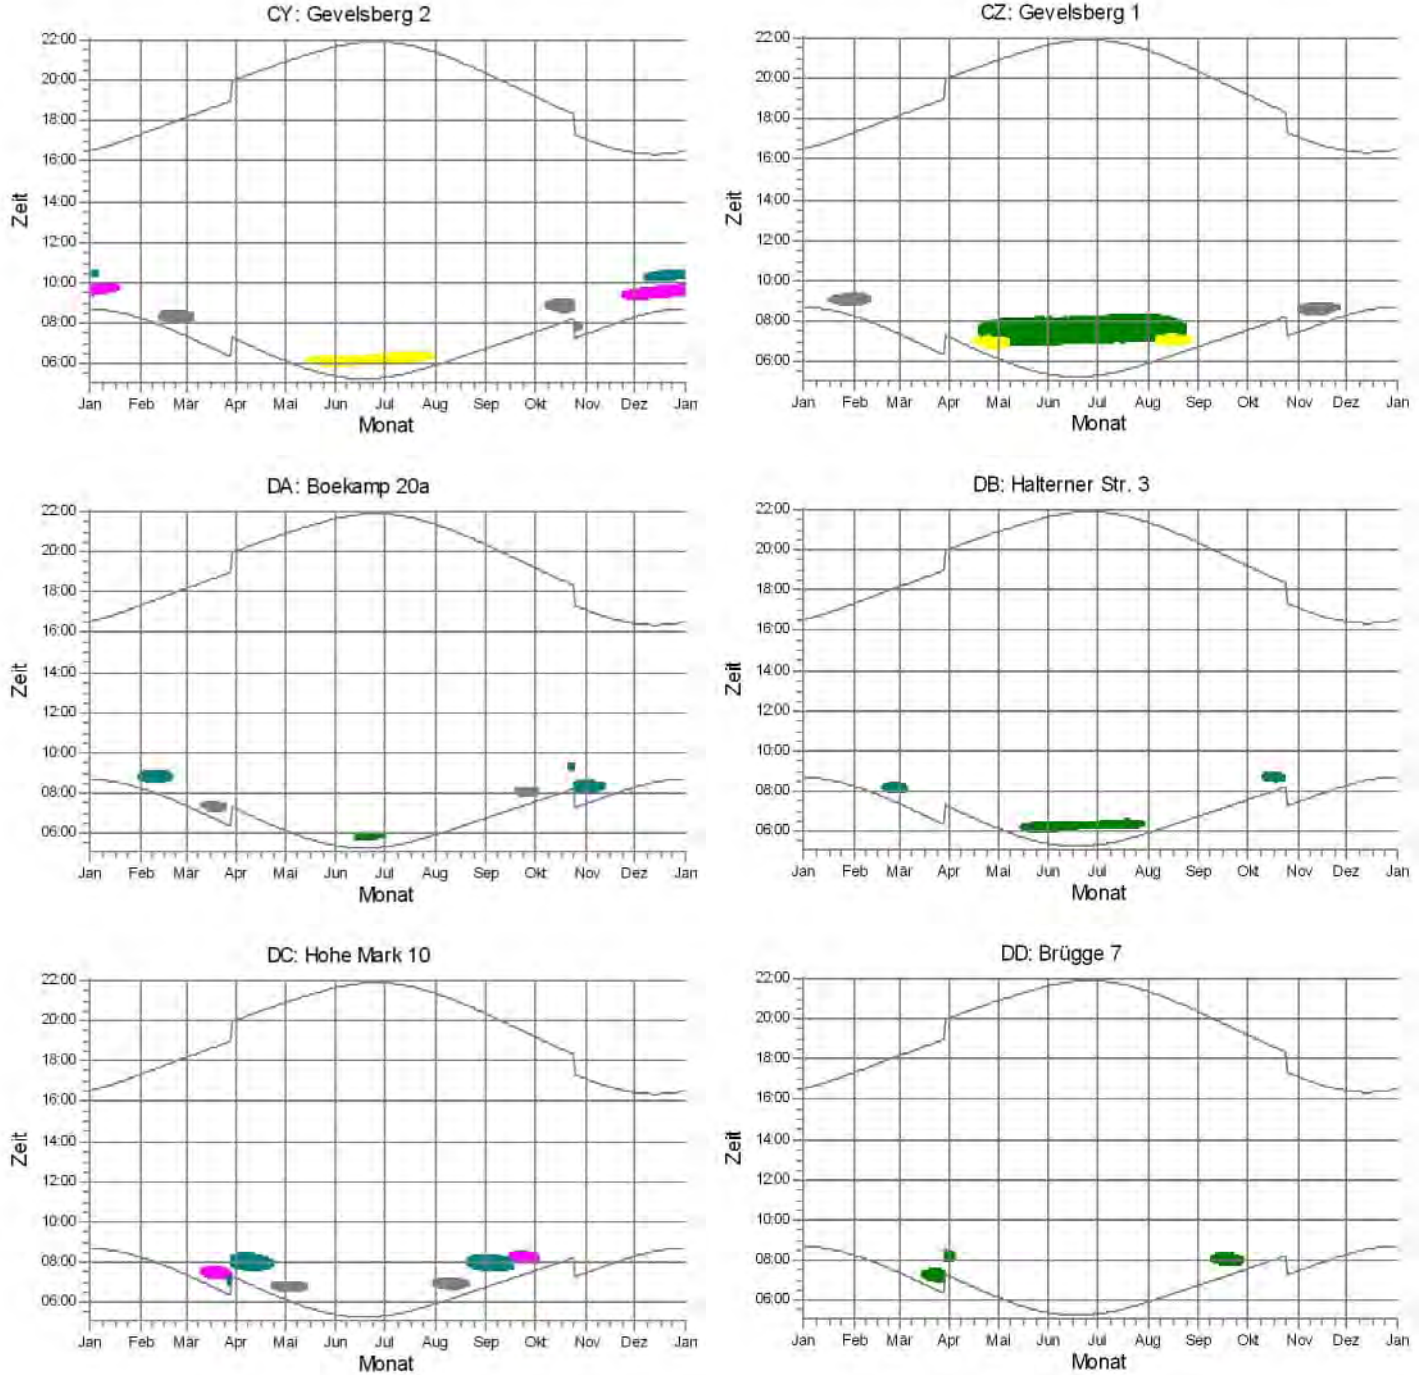 CY: Gevelsberg 2
22:00
20:00
18:00
16:00
14:00
12:00
10:00
08:00
06:00
Zeit
Jan Feb Mär Apr Mai Jun Jul Aug Sep Okt Nov Dez Jan
Monat
CZ: Gevelsberg 1
22:00
20:00
18:00
16:00
14:00
12:00
10:00
08:00
06:00
Zeit
Jan Feb Mär Apr Mai Jun Jul Aug Sep Okt Nov Dez Jan
Monat
DA: Boekamp 20a
22:00
20:00
18:00
16:00
14:00
12:00
10:00
08:00
06:00
Zeit
Jan Feb Mär Apr Mai Jun Jul Aug Sep Okt Nov Dez Jan
Monat
DB: Halterner Str. 3
22:00
20:00
18:00
16:00
14:00
12:00
10:00
08:00
06:00
Zeit
Jan Feb Mär Apr Mai Jun Jul Aug Sep Okt Nov Dez Jan
Monat
DC: Hohe Mark 10
22:00
20:00
18:00
16:00
14:00
12:00
10:00
08:00
06:00
Zeit
Jan Feb Mär Apr Mai Jun Jul Aug Sep Okt Nov Dez Jan
Monat
DD: Brügge 7
22:00
20:00
18:00
16:00
14:00
12:00
10:00
08:00
06:00
Zeit
Jan Feb Mär Apr Mai Jun Jul Aug Sep Okt Nov Dez Jan
Monat